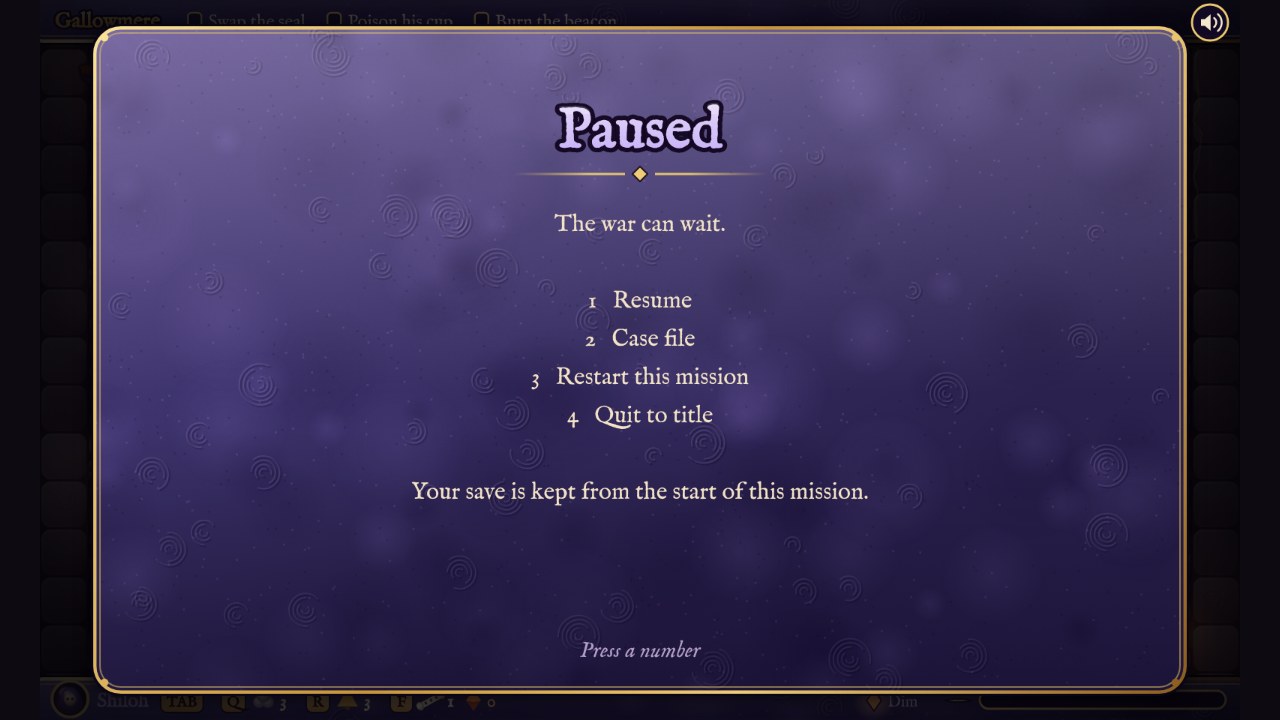 Gallowmere Swap the seal Poison his cup Burn the beacon
Paused
The war can wait.
1 Resume
2 Case file
3 Restart this mission
4 Quit to title
Your save is kept from the start of this mission.
Press a number
Shiloh TAB Q 3 R 3 F 1 0 Dim